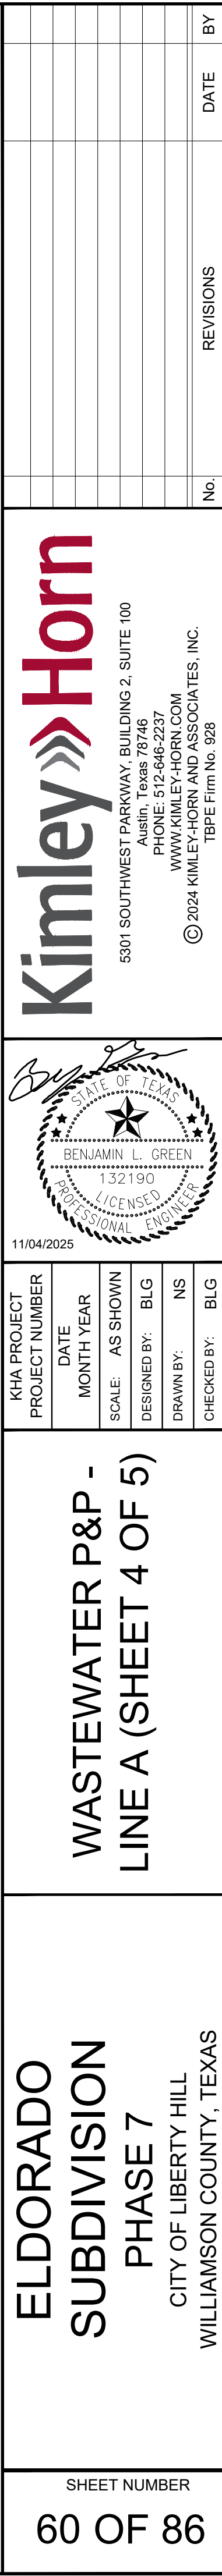 No. REVISIONS DATE BY
Kimley»Horn
5301 SOUTHWEST PARKWAY, BUILDING 2, SUITE 100
Austin, Texas 78746
PHONE: 512-646-2237
WWW.KIMLEY-HORN.COM
© 2024 KIMLEY-HORN AND ASSOCIATES, INC.
TBPE Firm No. 928
STATE OF TEXAS
BENJAMIN L. GREEN
132190
LICENSED
PROFESSIONAL ENGINEER
11/04/2025
KHA PROJECT
PROJECT NUMBER
DATE
MONTH YEAR
SCALE: AS SHOWN
DESIGNED BY: BLG
DRAWN BY: NS
CHECKED BY: BLG
WASTEWATER P&P -
LINE A (SHEET 4 OF 5)
ELDORADO
SUBDIVISION
PHASE 7
CITY OF LIBERTY HILL
WILLIAMSON COUNTY, TEXAS
SHEET NUMBER
60 OF 86